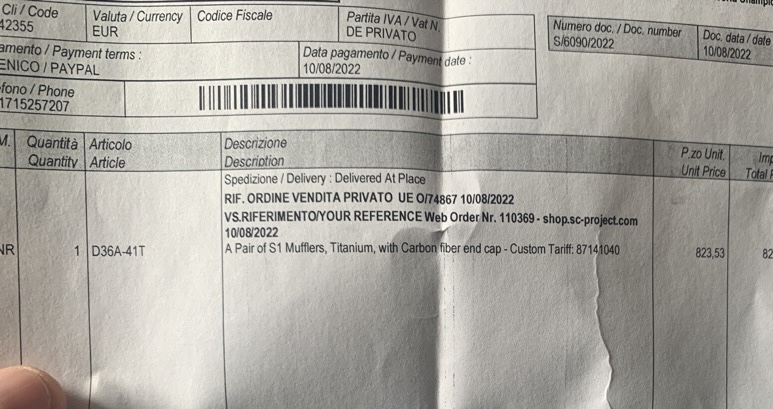 Cli / Code
42355
Valuta / Currency
EUR
Codice Fiscale
Partita IVA / Vat N.
DE PRIVATO
Numero doc. / Doc. number
S/6090/2022
Doc. data / date
10/08/2022
amento / Payment terms :
ENICO / PAYPAL
Data pagamento / Payment date :
10/08/2022
efono / Phone
1715257207
M.
Quantità
Quantity
Articolo
Article
Descrizione
Description
P.zo Unit.
Unit Price
Imp
Total P
Spedizione / Delivery : Delivered At Place
RIF. ORDINE VENDITA PRIVATO UE O/74867 10/08/2022
VS.RIFERIMENTO/YOUR REFERENCE Web Order Nr. 110369 - shop.sc-project.com
10/08/2022
NR 1 D36A-41T A Pair of S1 Mufflers, Titanium, with Carbon fiber end cap - Custom Tariff: 87141040 823,53 82